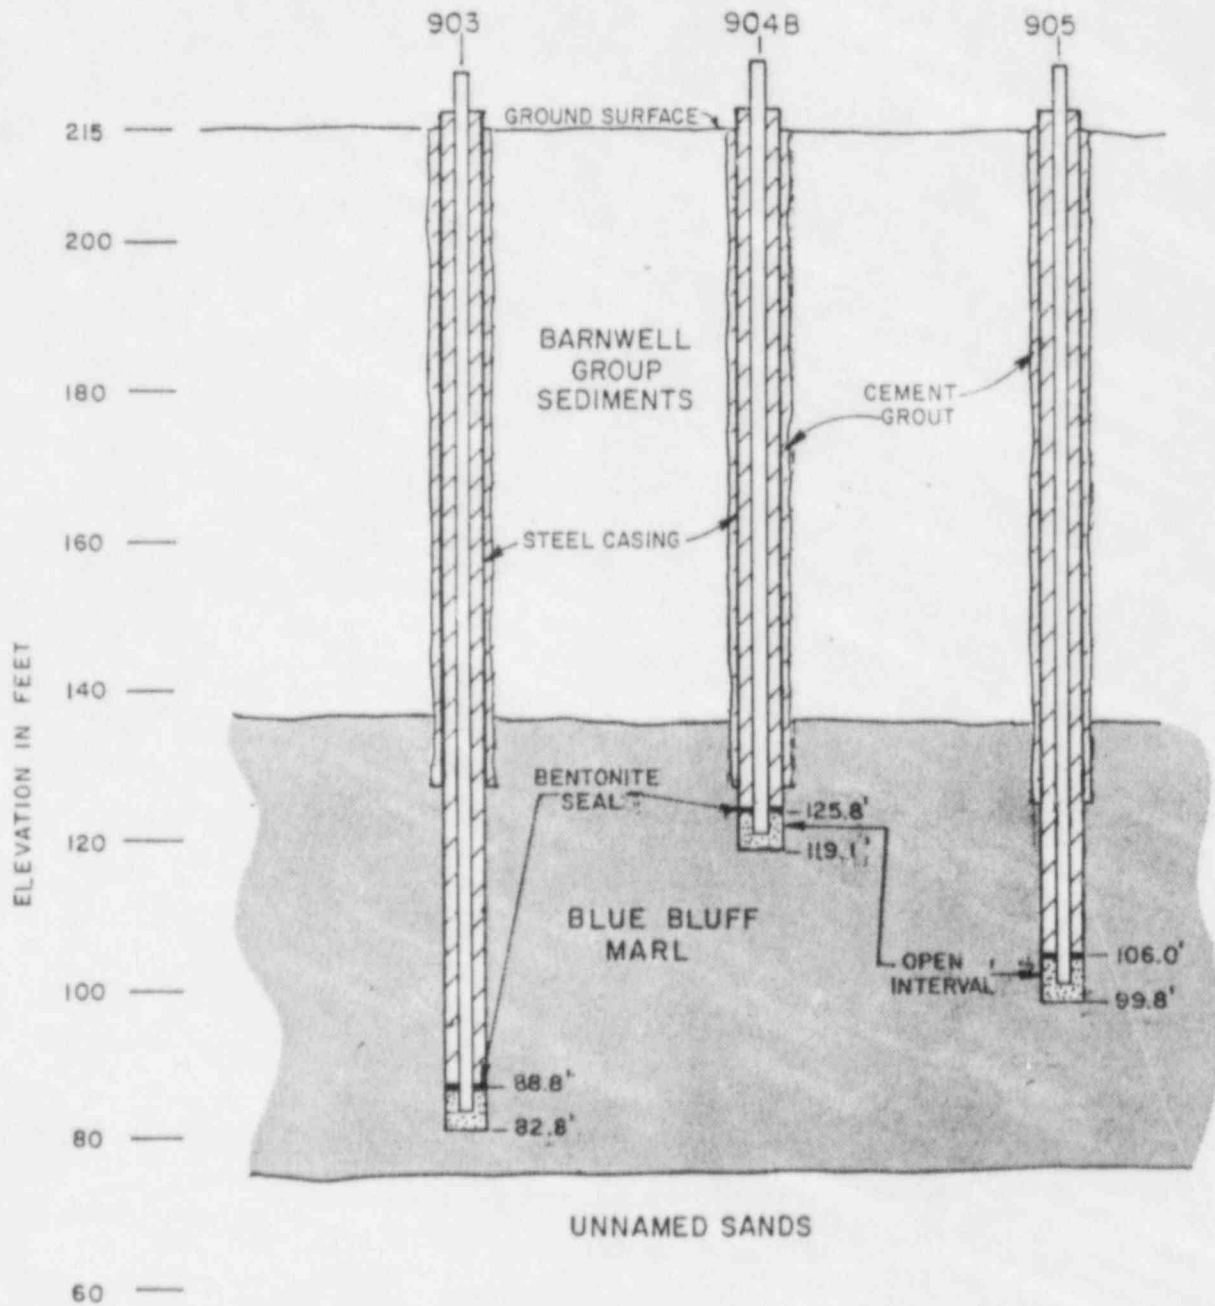 903
904B
905
GROUND SURFACE
215
200
BARNWELL
GROUP
SEDIMENTS
180
CEMENT
GROUT
160
STEEL CASING
140
ELEVATION IN FEET
BENTONITE
SEAL
125.8'
120
119.1'
BLUE BLUFF
MARL
OPEN
INTERVAL
106.0'
100
99.8'
88.8'
82.8'
80
UNNAMED SANDS
60